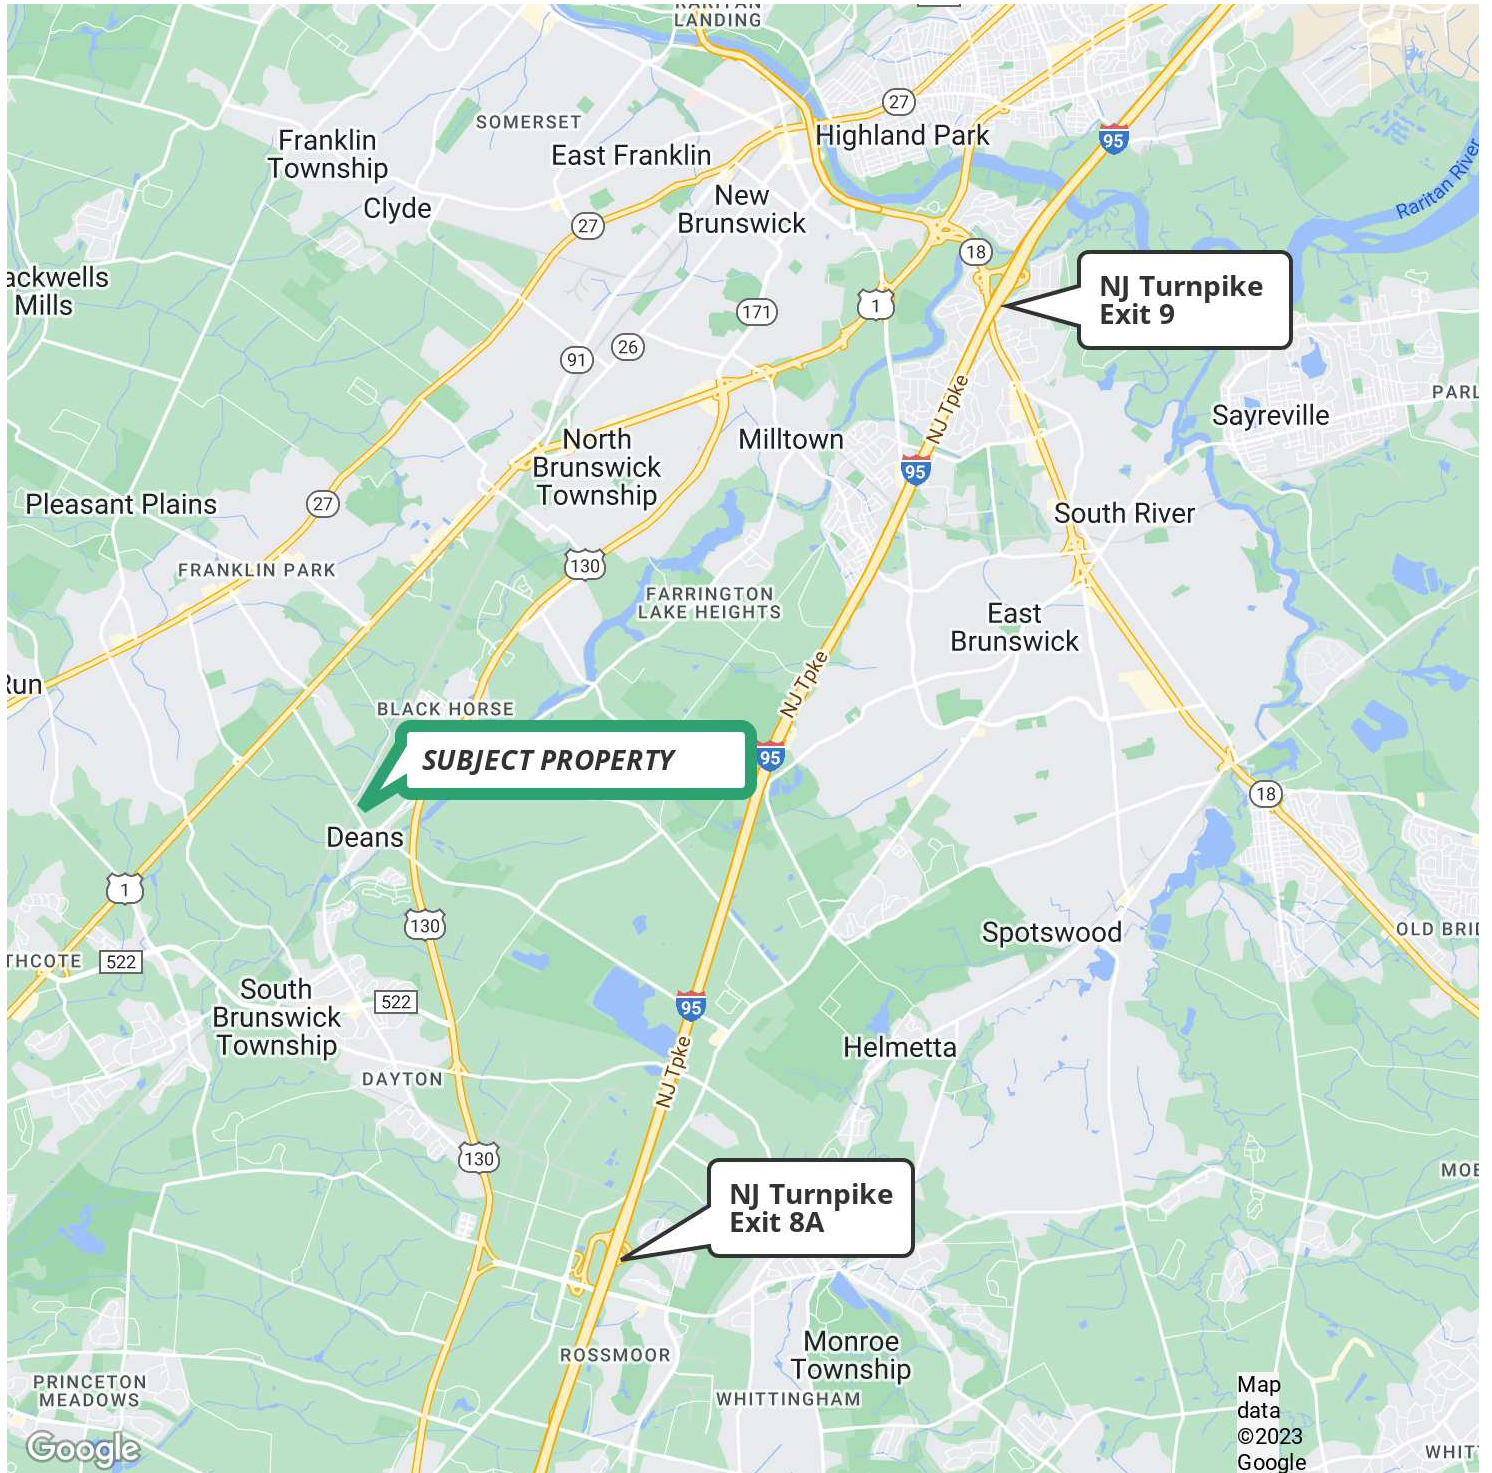 LANDING
27
SOMERSET
Highland Park
95
Franklin
Township
East Franklin
Raritan River
New
Brunswick
Clyde
27
18
ackwells
Mills
NJ Turnpike
Exit 9
171
1
91
26
NJ Tpke
PARL
Sayreville
North
Brunswick
Township
Milltown
95
Pleasant Plains
27
South River
130
FRANKLIN PARK
FARRINGTON
LAKE HEIGHTS
East
Brunswick
Run
NJ Tpke
BLACK HORSE
SUBJECT PROPERTY
95
18
Deans
1
130
Spotswood
OLD BRID
THCOTE
522
South
Brunswick
Township
522
95
Helmetta
NJ Tpke
DAYTON
130
MOE
NJ Turnpike
Exit 8A
ROSSMOOR
Monroe
Township
PRINCETON
MEADOWS
WHITTINGHAM
Map
data
©2023
Google
Google
WHIT